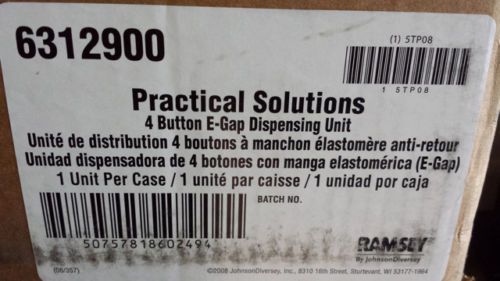 6312900
(1) 5TP08
1 5TP08
Practical Solutions
4 Button E-Gap Dispensing Unit
Unité de distribution 4 boutons à manchon élastomère anti-retour
Unidad dispensadora de 4 botones con manga elastomérica (E-Gap)
1 Unit Per Case / 1 unité par caisse / 1 unidad por caja
BATCH NO.
50757818602494
RAMSEY
By JohnsonDiversey
(08/357)
©2008 JohnsonDiversey, Inc., 8310 16th Street, Sturtevant, WI 53177-1964